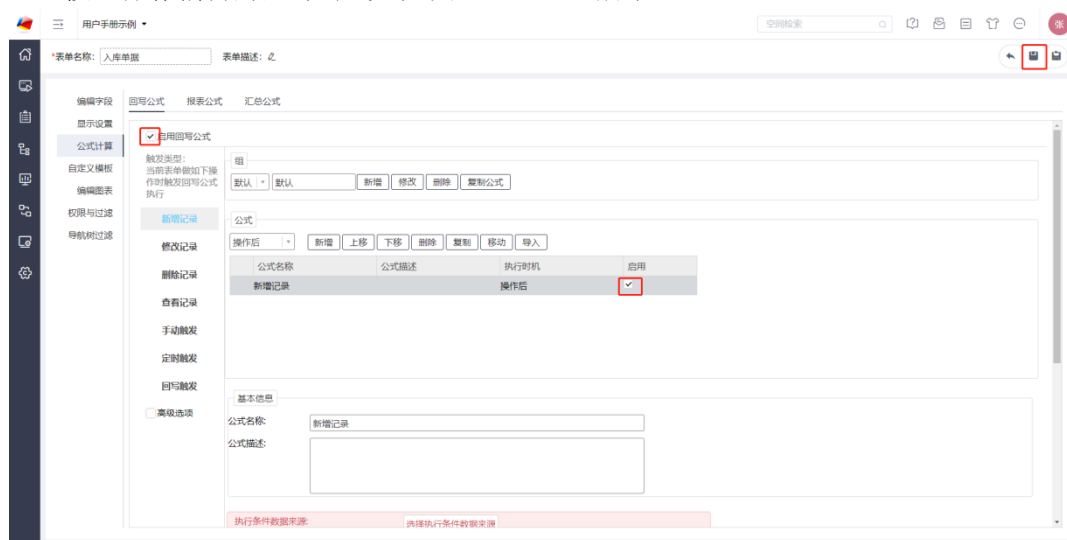 用户手册示例
空间检索
张
*表单名称: 入库单据 表单描述:
编辑字段
显示设置
公式计算
自定义模板
编辑图表
权限与过滤
导航树过滤
回写公式 报表公式 汇总公式
启用回写公式
触发类型:
当前表单做如下操
作时触发回写公式
执行
新增记录
修改记录
删除记录
查看记录
手动触发
定时触发
回写触发
高级选项
组
默认 默认 新增 修改 删除 复制公式
公式
操作后 新增 上移 下移 删除 复制 移动 导入
公式名称 公式描述 执行时机 启用
新增记录 操作后
基本信息
公式名称: 新增记录
公式描述:
执行条件数据来源: 选择执行条件数据来源